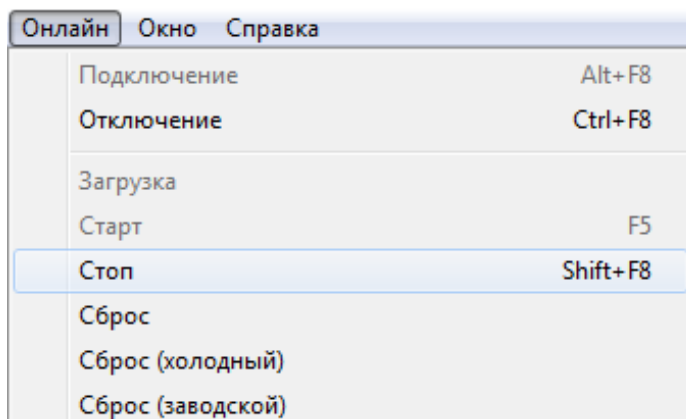 Онлайн Окно Справка
Подключение Alt+F8
Отключение Ctrl+F8
Загрузка
Старт F5
Стоп Shift+F8
Сброс
Сброс (холодный)
Сброс (заводской)